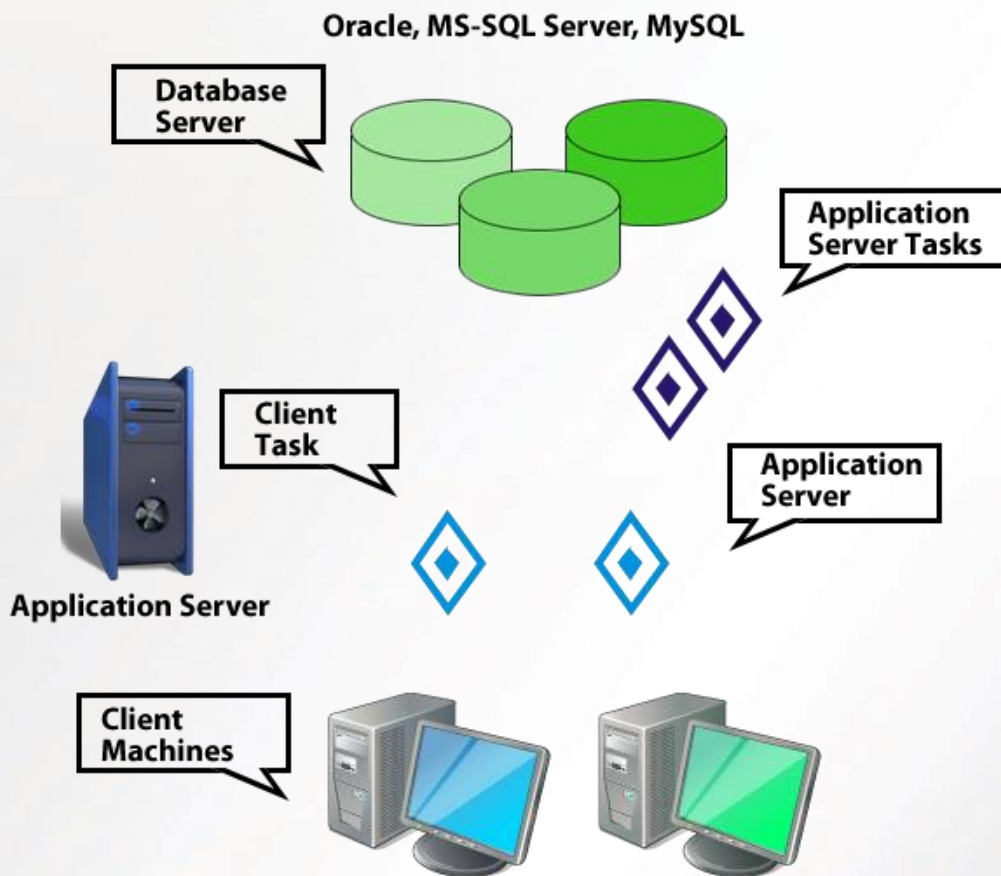 Oracle, MS-SQL Server, MySQL
Database
Server
Application
Server Tasks
Client
Task
Application
Server
Application Server
Client
Machines